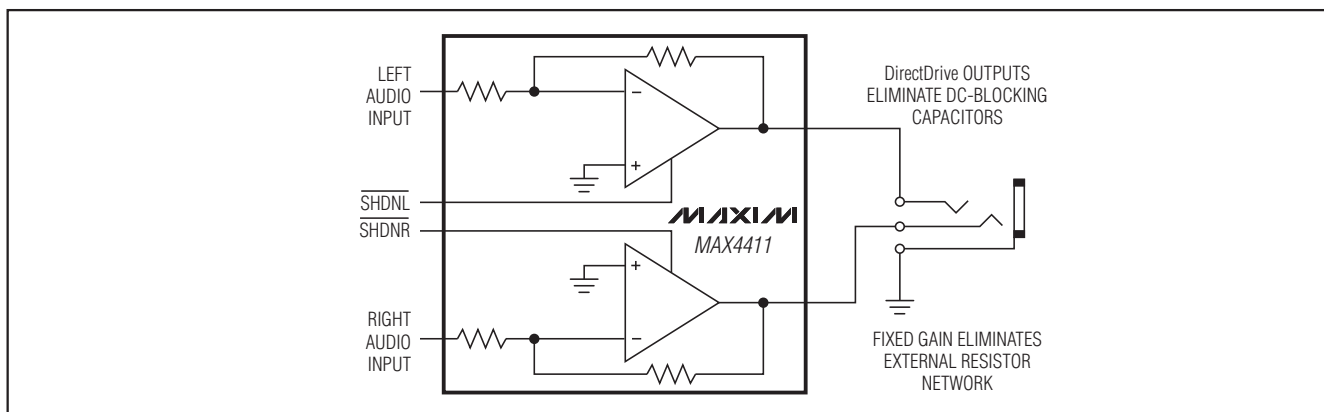 LEFT
AUDIO
INPUT
DirectDrive OUTPUTS
ELIMINATE DC-BLOCKING
CAPACITORS
−
+
SHDNL
SHDNR
MAXIM
MAX4411
+
−
RIGHT
AUDIO
INPUT
FIXED GAIN ELIMINATES
EXTERNAL RESISTOR
NETWORK